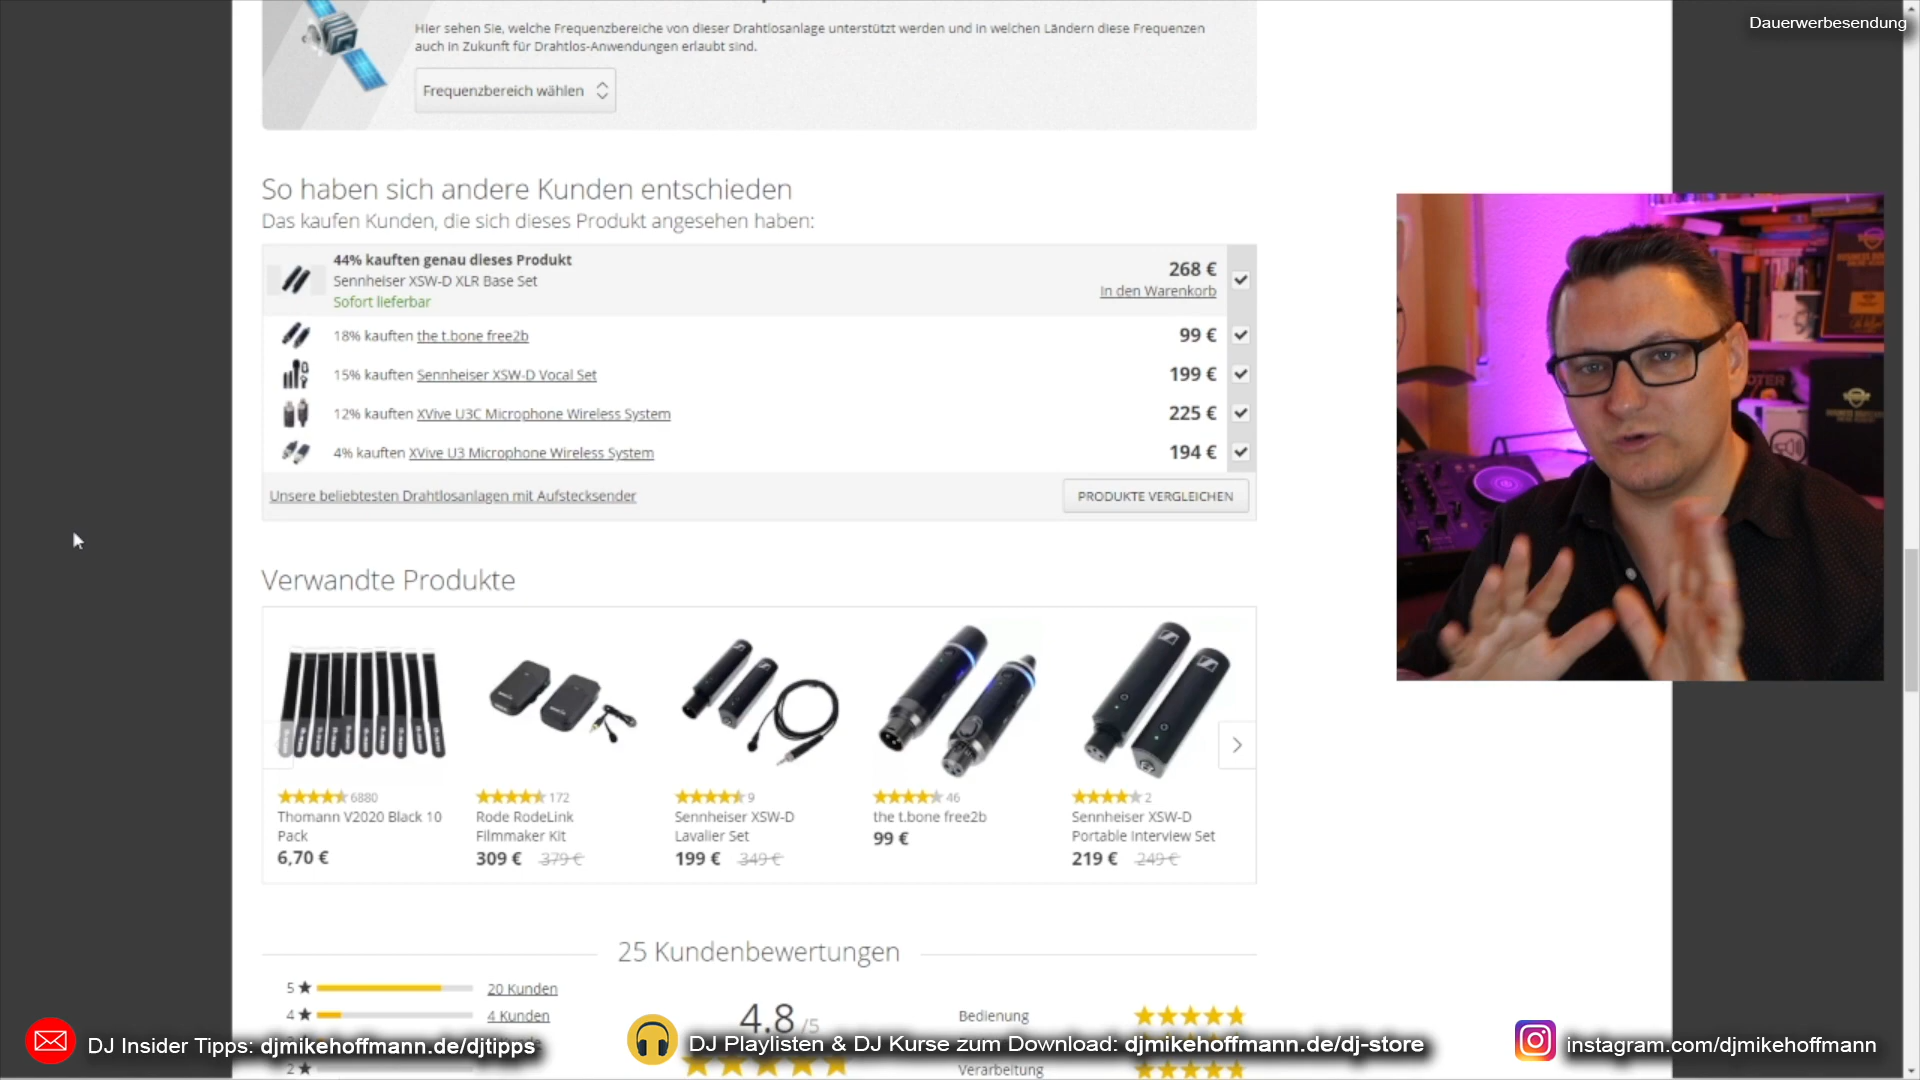 Dauerwerbesendung
Hier sehen Sie, welche Frequenzbereiche von dieser Drahtlosanlage unterstützt werden und in welchen Ländern diese Frequenzen
auch in Zukunft für Drahtlos-Anwendungen erlaubt sind.
Frequenzbereich wählen
So haben sich andere Kunden entschieden
Das kaufen Kunden, die sich dieses Produkt angesehen haben:
44% kauften genau dieses Produkt
Sennheiser XSW-D XLR Base Set
Sofort lieferbar
268 €
In den Warenkorb
18% kauften the t.bone free2b 99 €
15% kauften Sennheiser XSW-D Vocal Set 199 €
12% kauften XVive U3C Microphone Wireless System 225 €
4% kauften XVive U3 Microphone Wireless System 194 €
Unsere beliebtesten Drahtlosanlagen mit Aufstecksender
PRODUKTE VERGLEICHEN
Verwandte Produkte
6880
Thomann V2020 Black 10
Pack
6,70 €
172
Rode RodeLink
Filmmaker Kit
309 € 379 €
9
Sennheiser XSW-D
Lavalier Set
199 € 349 €
46
the t.bone free2b
99 €
2
Sennheiser XSW-D
Portable Interview Set
219 € 249 €
25 Kundenbewertungen
5 ★ 20 Kunden
4 ★ 4 Kunden
2 ★
4.8 /5
Bedienung
Verarbeitung
DJ Insider Tipps: djmikehoffmann.de/djtipps
DJ Playlisten & DJ Kurse zum Download: djmikehoffmann.de/dj-store
instagram.com/djmikehoffmann